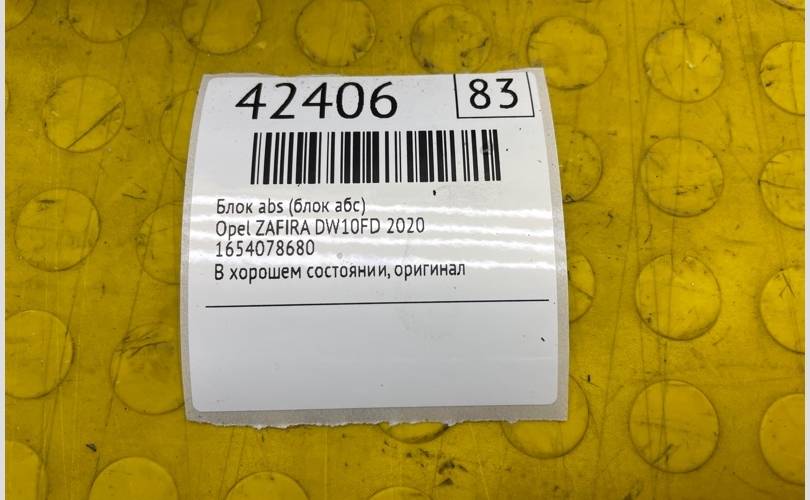 42406
83
Блок abs (блок абс)
Opel ZAFIRA DW10FD 2020
1654078680
В хорошем состоянии, оригинал